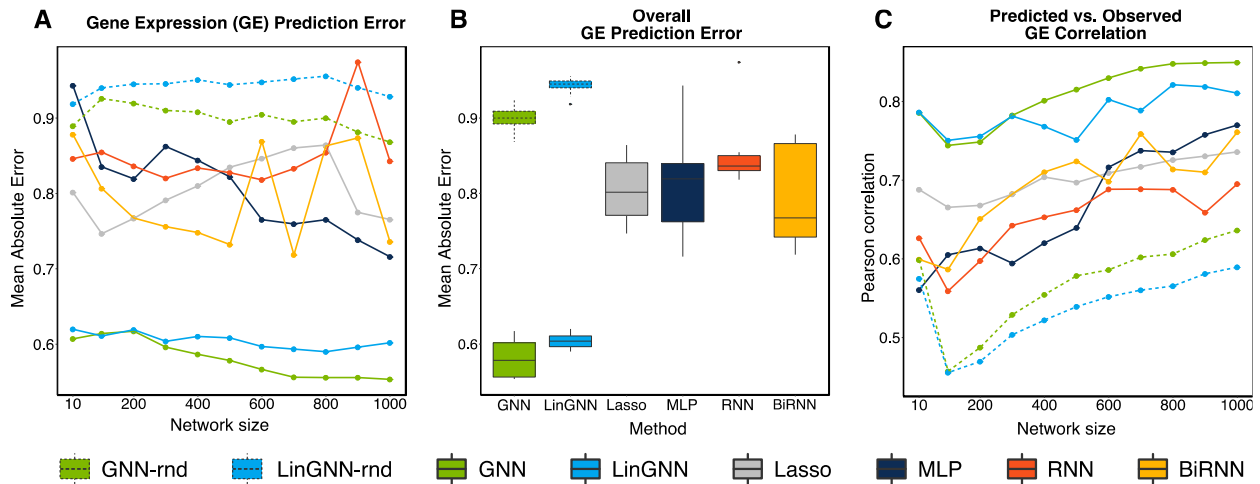 A
Gene Expression (GE) Prediction Error
Mean Absolute Error
0.9
0.8
0.7
0.6
10
200
400
600
800
1000
Network size
B
Overall
GE Prediction Error
Mean Absolute Error
0.9
0.8
0.7
0.6
GNN
LinGNN
Lasso
MLP
RNN
BiRNN
Method
C
Predicted vs. Observed
GE Correlation
Pearson correlation
0.8
0.7
0.6
0.5
10
200
400
600
800
1000
Network size
GNN-rnd
LinGNN-rnd
GNN
LinGNN
Lasso
MLP
RNN
BiRNN